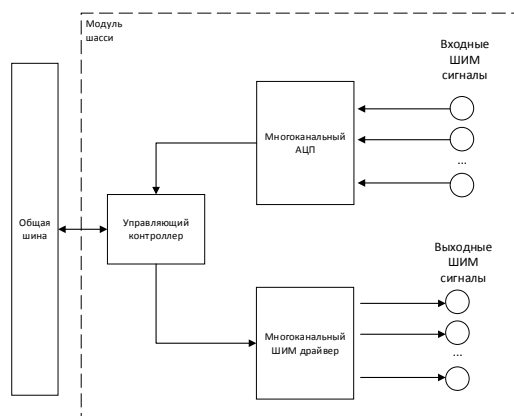 Модуль
шасси
Входные
ШИМ
сигналы
Многоканальный
АЦП
...
Общая
шина
Управляющий
контроллер
Выходные
ШИМ
сигналы
Многоканальный
ШИМ драйвер
...